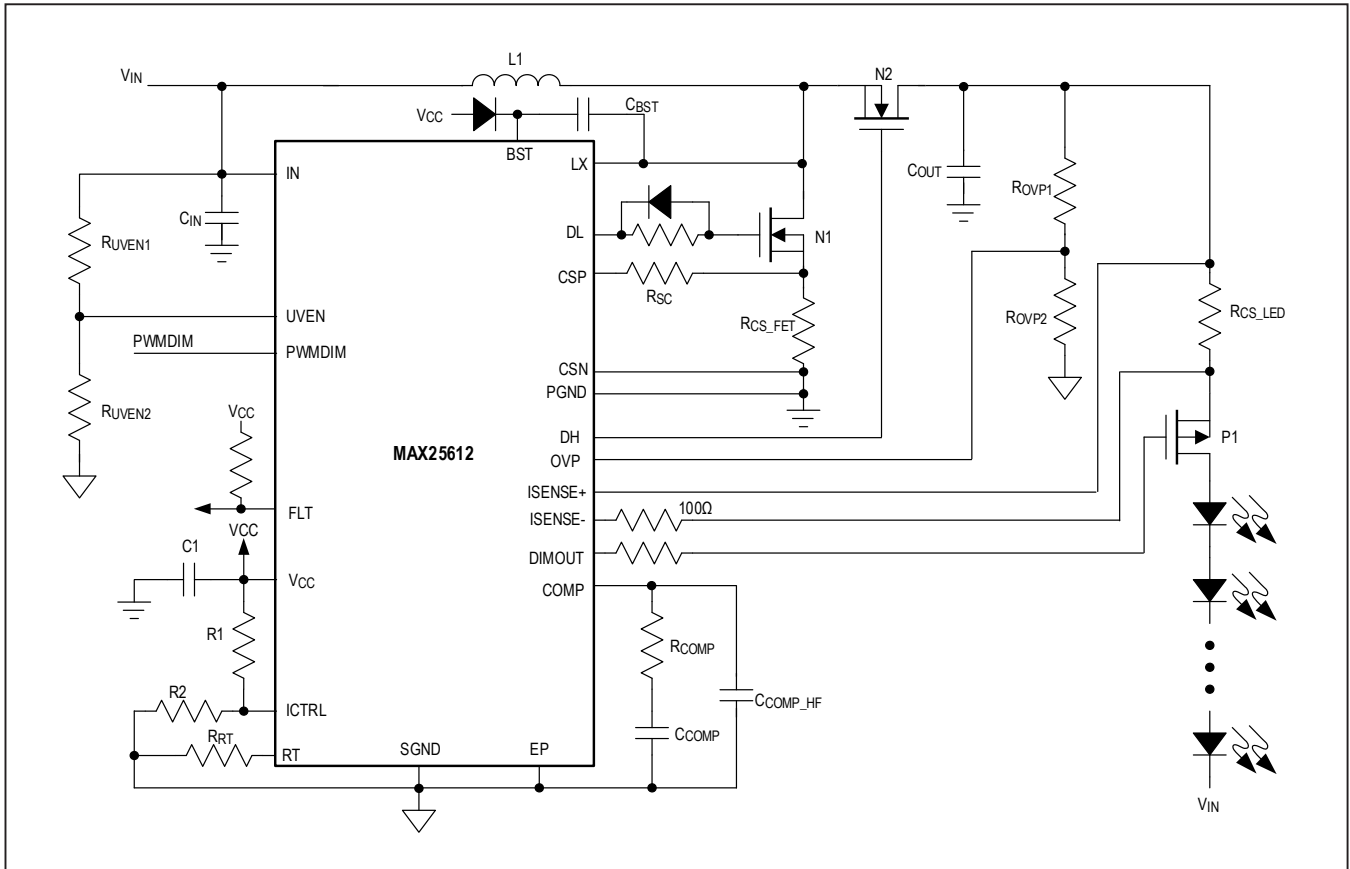 L1
N2
VIN
CBST
VCC
BST
IN
LX
COUT
ROVP1
CIN
RUVEN1
DL
N1
CSP
RSC
UVEN
RCS_FET
ROVP2
RCS_LED
PWMDIM
PWMDIM
CSN
PGND
RUVEN2
VCC
DH
P1
MAX25612
OVP
ISENSE+
100Ω
FLT
ISENSE-
VCC
DIMOUT
C1
VCC
COMP
R1
RCOMP
R2
ICTRL
CCOMP_HF
RRT
CCOMP
RT
SGND
EP
VIN